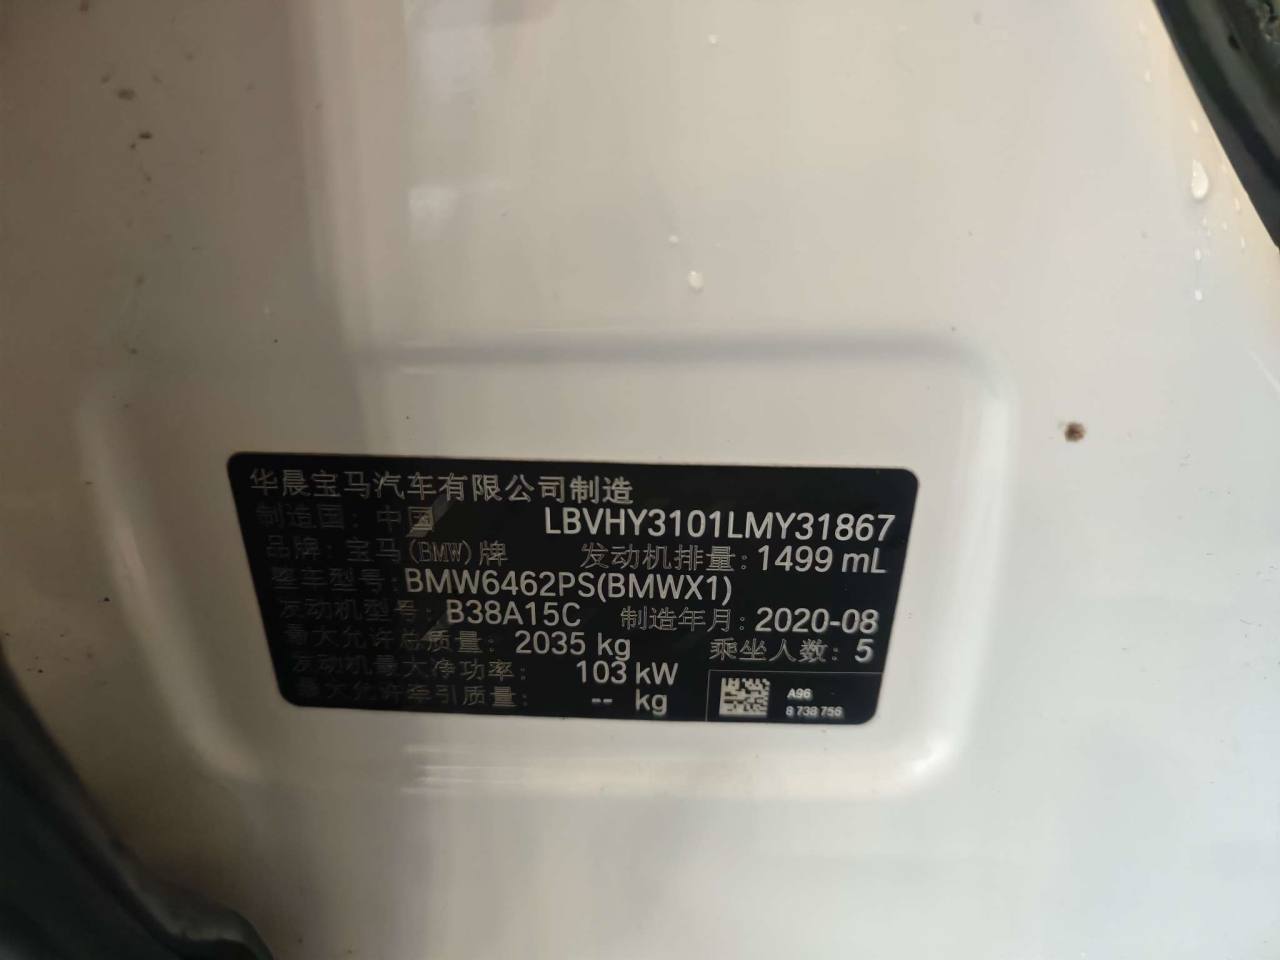 华晨宝马汽车有限公司制造
制造国: 中国 LBVHY3101LMY31867
品牌: 宝马(BMW)牌 发动机排量: 1499 mL
整车型号: BMW6462PS(BMWX1)
发动机型号: B38A15C 制造年月: 2020-08
最大允许总质量: 2035 kg 乘坐人数: 5
发动机最大净功率: 103 kW
最大允许牵引质量: -- kg
A96
8 738 756